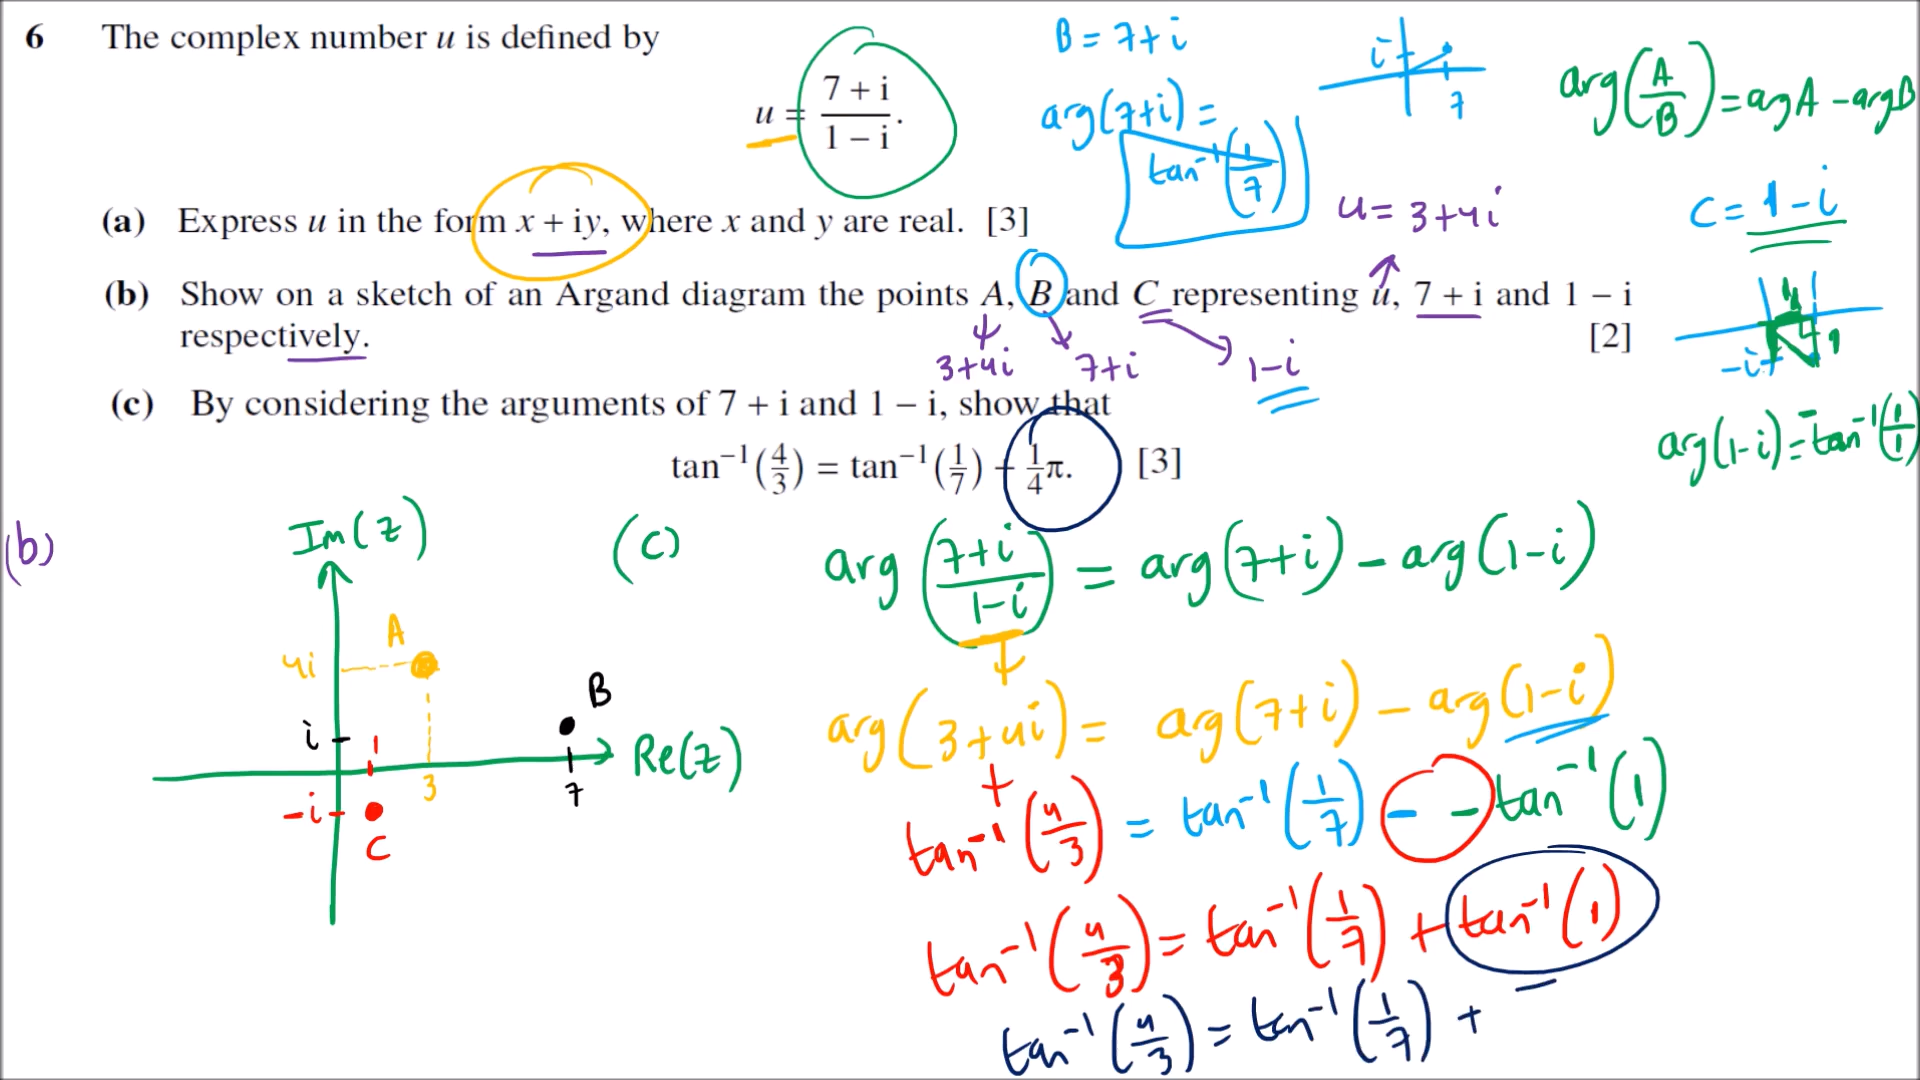 6 The complex number u is defined by
u = \frac{7 + i}{1 − i}.
(a) Express u in the form x + iy, where x and y are real. [3]
(b) Show on a sketch of an Argand diagram the points A, B and C representing u, 7 + i and 1 − i
respectively. [2]
3+4i 7+i 1-i
(c) By considering the arguments of 7 + i and 1 − i, show that
tan⁻¹(4/3) = tan⁻¹(1/7) + 1/4 π. [3]
B = 7+i
arg(7+i) =
tan⁻¹(1/7)
i
7
u = 3+4i
arg(A/B) = agA - argB
C = 1-i
1
-i
1
arg(1-i) = -tan⁻¹(1/1)
(b)
Im(z)
A
4i
B
i
1
Re(z)
3
7
-i
C
(c)
arg((7+i)/(1-i)) = arg(7+i) - arg(1-i)
arg(3+4i) = arg(7+i) - arg(1-i)
tan⁻¹(4/3) = tan⁻¹(1/7) - - tan⁻¹(1)
tan⁻¹(4/3) = tan⁻¹(1/7) + tan⁻¹(1)
tan⁻¹(4/3) = tan⁻¹(1/7) +